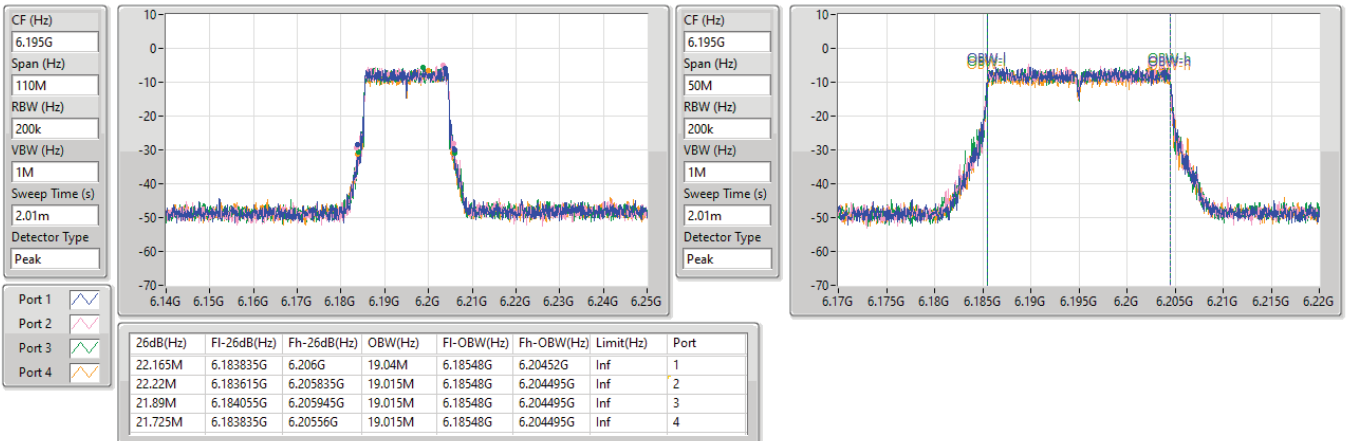 CF (Hz)
6.195G
Span (Hz)
110M
RBW (Hz)
200k
VBW (Hz)
1M
Sweep Time (s)
2.01m
Detector Type
Peak
10
0
-10
-20
-30
-40
-50
-60
-70
6.14G 6.15G 6.16G 6.17G 6.18G 6.19G 6.2G 6.21G 6.22G 6.23G 6.24G 6.25G
CF (Hz)
6.195G
Span (Hz)
50M
RBW (Hz)
200k
VBW (Hz)
1M
Sweep Time (s)
2.01m
Detector Type
Peak
10
0
-10
-20
-30
-40
-50
-60
-70
OBW-l OBW-h
6.17G 6.175G 6.18G 6.185G 6.19G 6.195G 6.2G 6.205G 6.21G 6.215G 6.22G
Port 1
Port 2
Port 3
Port 4
26dB(Hz) Fl-26dB(Hz) Fh-26dB(Hz) OBW(Hz) Fl-OBW(Hz) Fh-OBW(Hz) Limit(Hz) Port
22.165M 6.183835G 6.206G 19.04M 6.18548G 6.20452G Inf 1
22.22M 6.183615G 6.205835G 19.015M 6.18548G 6.204495G Inf 2
21.89M 6.184055G 6.205945G 19.015M 6.18548G 6.204495G Inf 3
21.725M 6.183835G 6.20556G 19.015M 6.18548G 6.204495G Inf 4